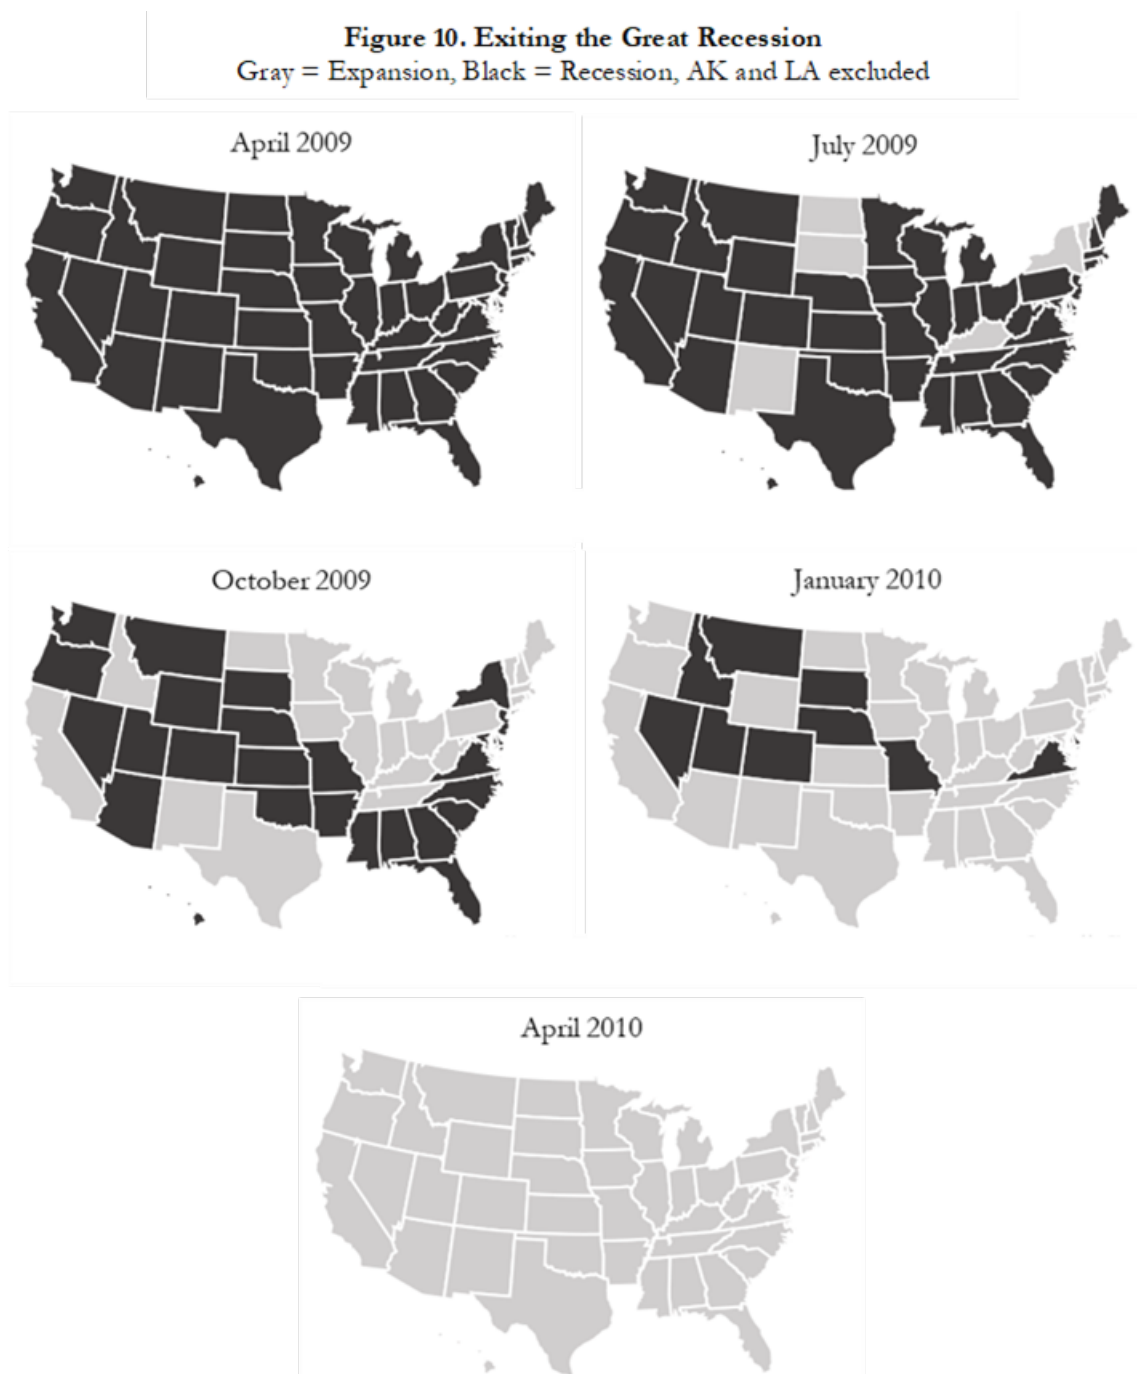 Figure 10. Exiting the Great Recession
Gray = Expansion, Black = Recession, AK and LA excluded
April 2009
July 2009
October 2009
January 2010
April 2010